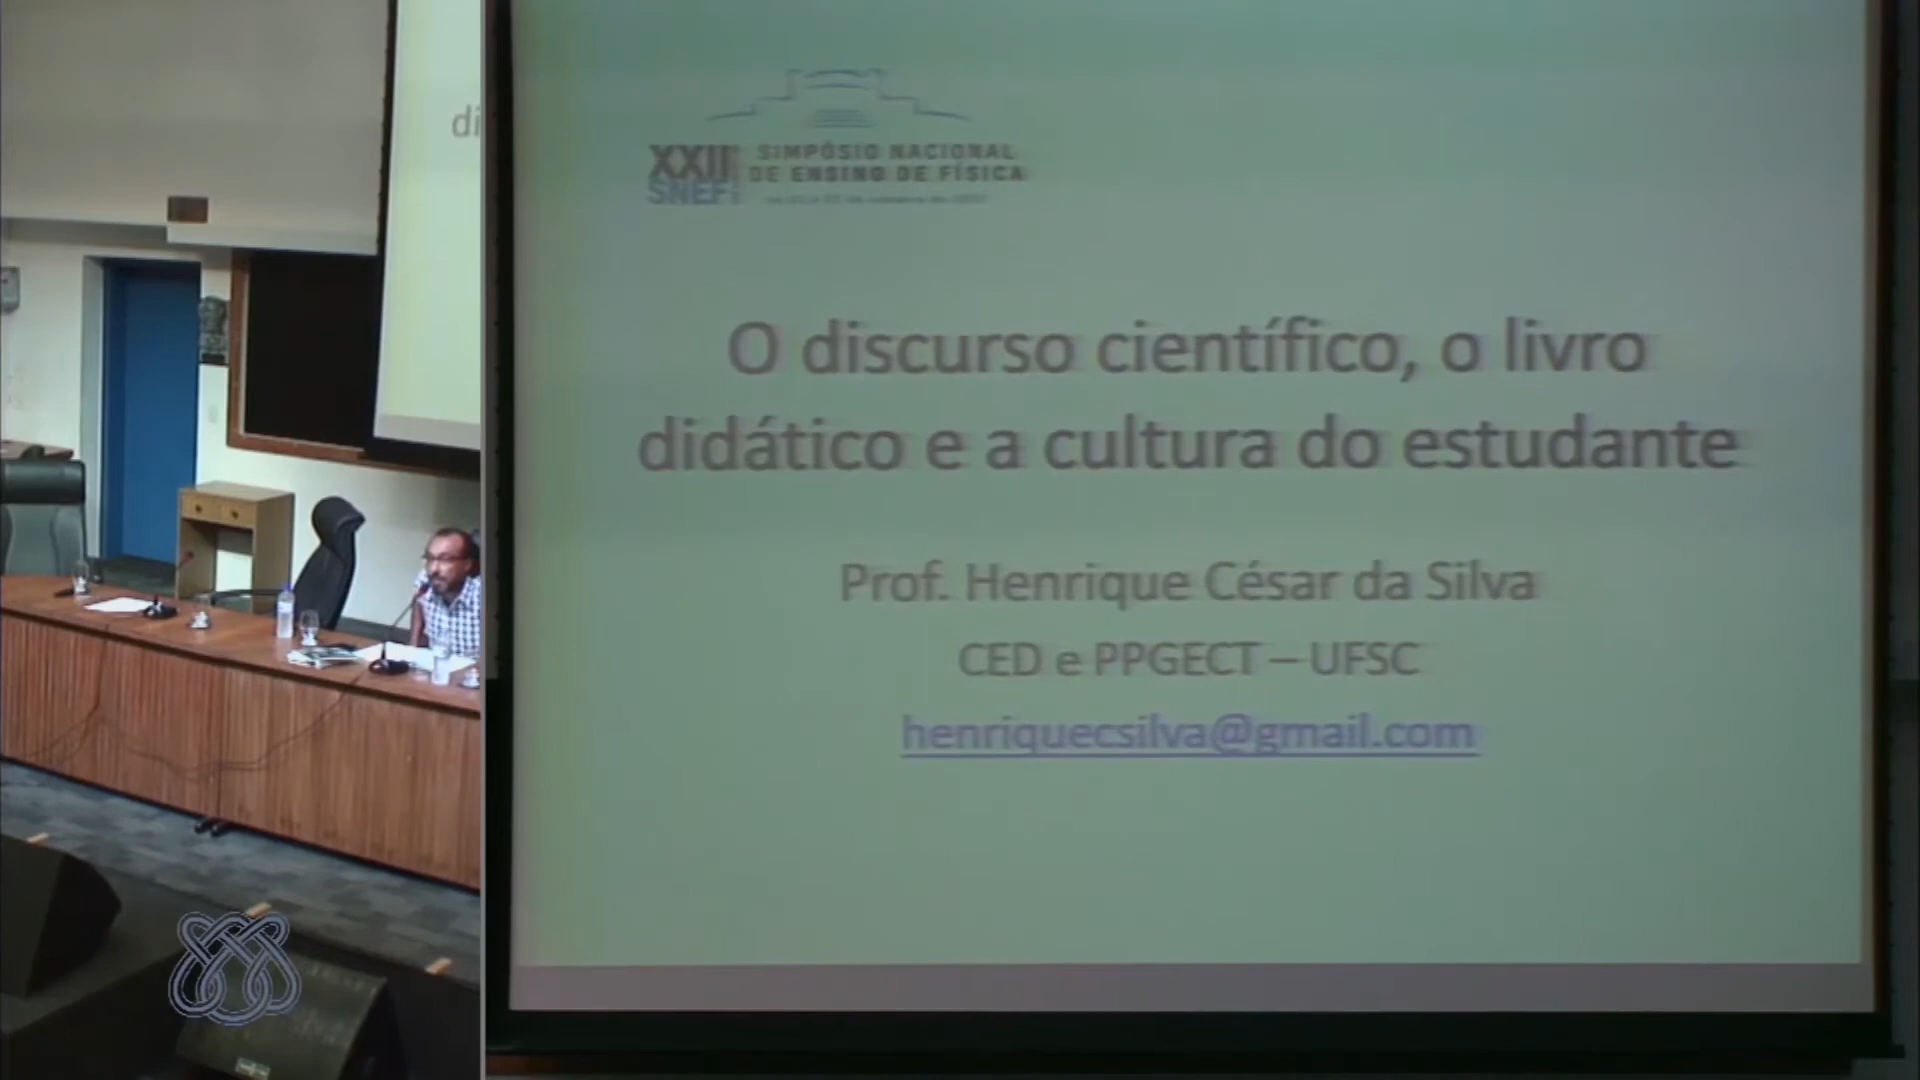 di
XXII SIMPÓSIO NACIONAL
SNEF DE ENSINO DE FÍSICA
O discurso científico, o livro
didático e a cultura do estudante
Prof. Henrique César da Silva
CED e PPGECT – UFSC
henriquecsilva@gmail.com